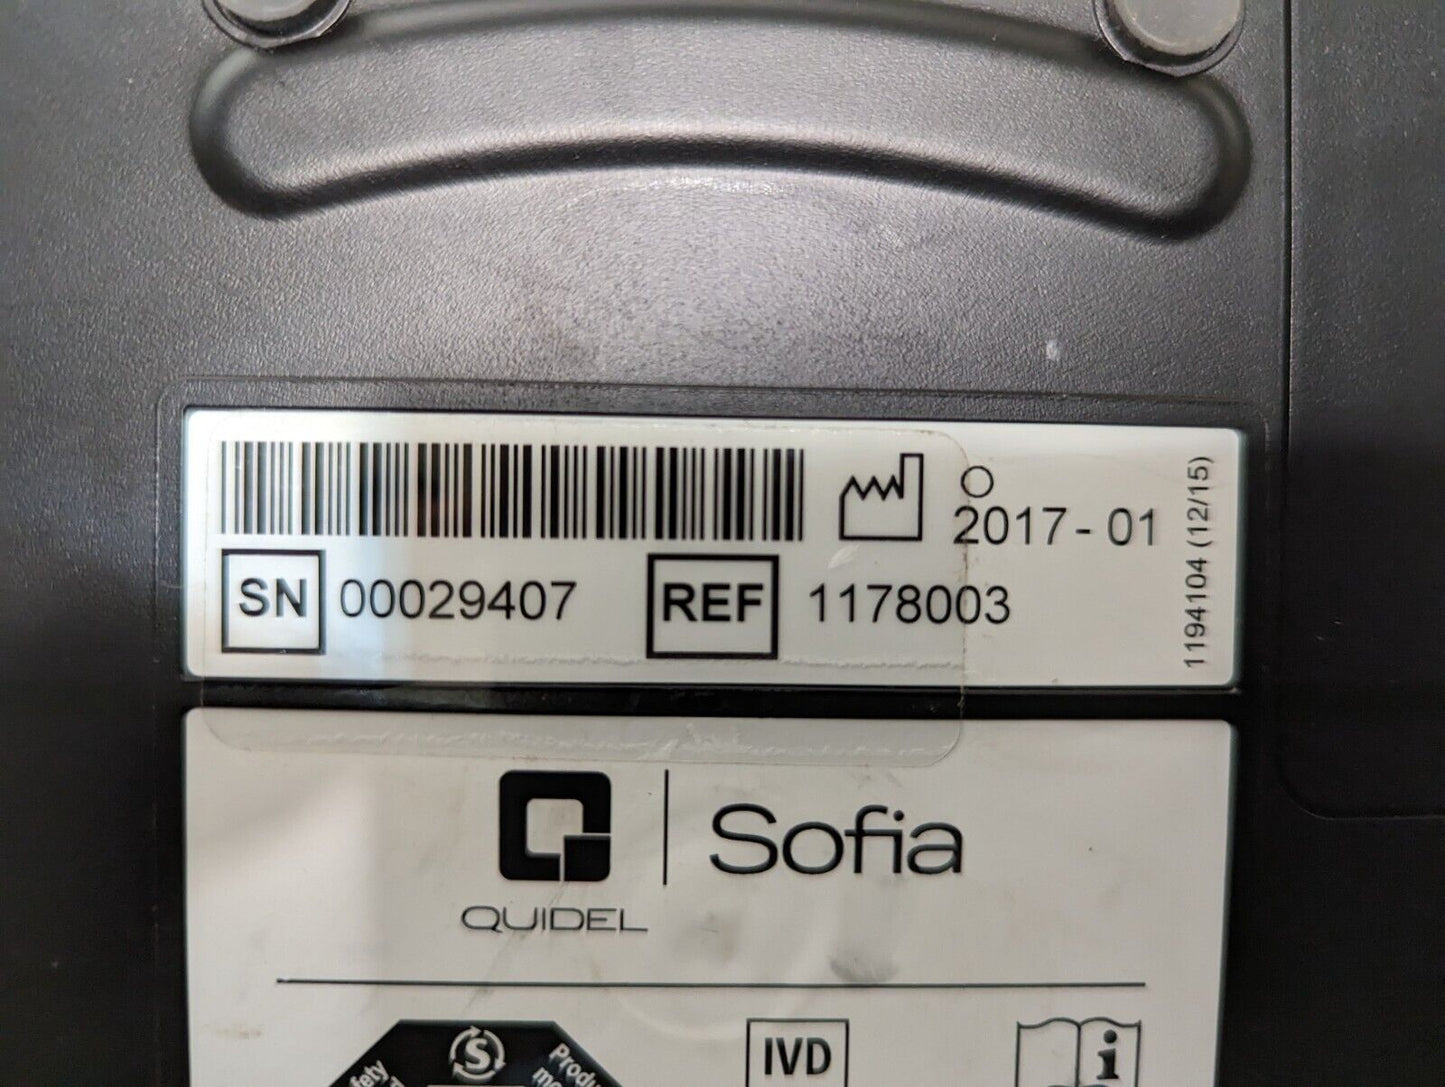 O
2017 - 01
SN 00029407 REF 1178003
1194104 (12/15)
Sofia
QUIDEL
S
IVD
i